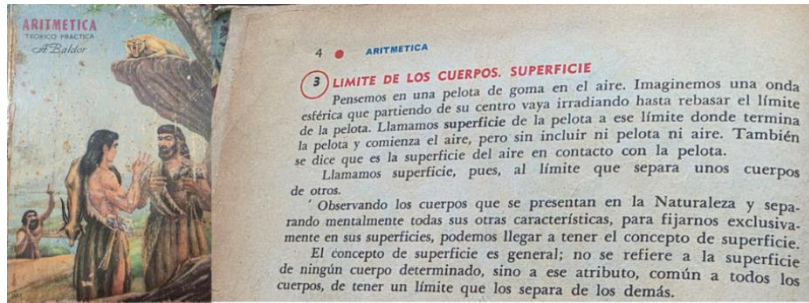 ARITMETICA
TEORICO PRACTICA
A Baldor
4 ARITMETICA
3 LIMITE DE LOS CUERPOS. SUPERFICIE
Pensemos en una pelota de goma en el aire. Imaginemos una onda
esférica que partiendo de su centro vaya irradiando hasta rebasar el límite
de la pelota. Llamamos superficie de la pelota a ese límite donde termina
la pelota y comienza el aire, pero sin incluir ni pelota ni aire. También
se dice que es la superficie del aire en contacto con la pelota.
Llamamos superficie, pues, al límite que separa unos cuerpos
de otros.
Observando los cuerpos que se presentan en la Naturaleza y sepa-
rando mentalmente todas sus otras características, para fijarnos exclusiva-
mente en sus superficies, podemos llegar a tener el concepto de superficie.
El concepto de superficie es general; no se refiere a la superficie
de ningún cuerpo determinado, sino a ese atributo, común a todos los
cuerpos, de tener un límite que los separa de los demás.